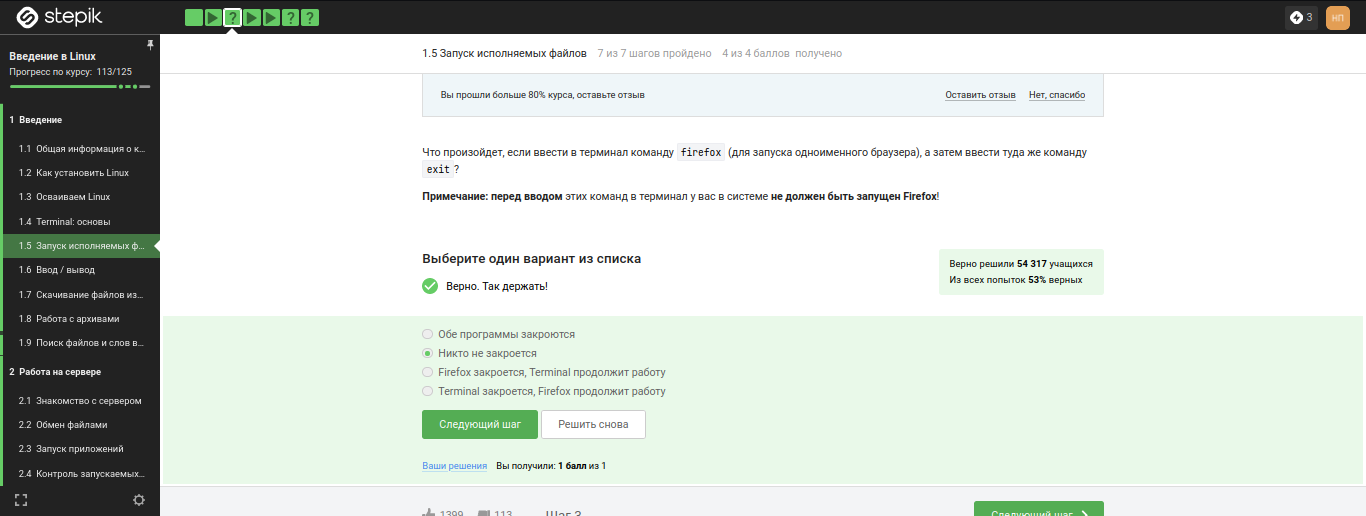 stepik
? ? ?
3
НП
Введение в Linux
Прогресс по курсу: 113/125
1 Введение
1.1 Общая информация о к...
1.2 Как установить Linux
1.3 Осваиваем Linux
1.4 Terminal: основы
1.5 Запуск исполняемых ф...
1.6 Ввод / вывод
1.7 Скачивание файлов из...
1.8 Работа с архивами
1.9 Поиск файлов и слов в...
2 Работа на сервере
2.1 Знакомство с сервером
2.2 Обмен файлами
2.3 Запуск приложений
2.4 Контроль запускаемых...
1.5 Запуск исполняемых файлов 7 из 7 шагов пройдено 4 из 4 баллов получено
Вы прошли больше 80% курса, оставьте отзыв Оставить отзыв Нет, спасибо
Что произойдет, если ввести в терминал команду firefox (для запуска одноименного браузера), а затем ввести туда же команду
exit ?
Примечание: перед вводом этих команд в терминал у вас в системе не должен быть запущен Firefox!
Выберите один вариант из списка
Верно. Так держать!
Верно решили 54 317 учащихся
Из всех попыток 53% верных
Обе программы закроются
Никто не закроется
Firefox закроется, Terminal продолжит работу
Terminal закроется, Firefox продолжит работу
Следующий шаг Решить снова
Ваши решения Вы получили: 1 балл из 1
1399 113 Шаг 3 Следующий шаг